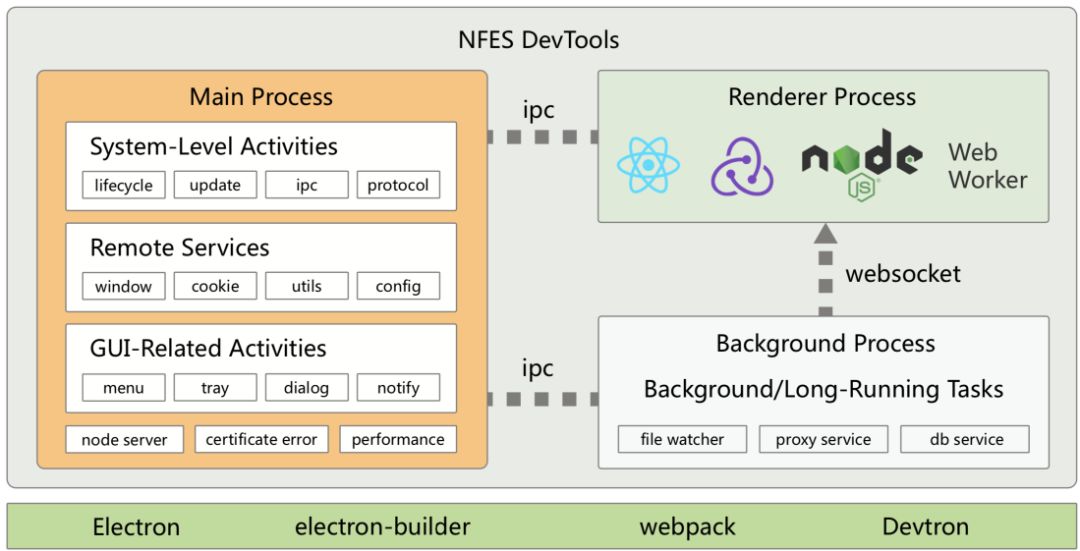 NFES DevTools
Main Process
System-Level Activities
lifecycle update ipc protocol
Remote Services
window cookie utils config
GUI-Related Activities
menu tray dialog notify
node server certificate error performance
ipc
ipc
Renderer Process
node
JS
Web
Worker
websocket
Background Process
Background/Long-Running Tasks
file watcher proxy service db service
Electron electron-builder webpack Devtron